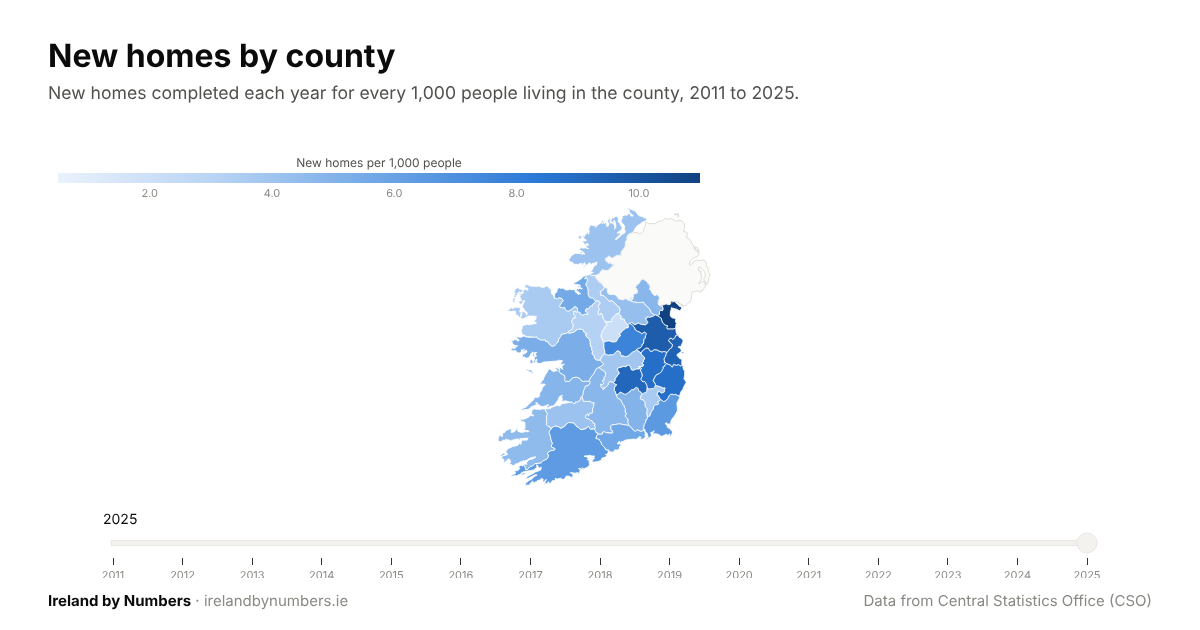 New homes by county
New homes completed each year for every 1,000 people living in the county, 2011 to 2025.
New homes per 1,000 people
2.0 4.0 6.0 8.0 10.0
2025
2011 2012 2013 2014 2015 2016 2017 2018 2019 2020 2021 2022 2023 2024 2025
Ireland by Numbers · irelandbynumbers.ie Data from Central Statistics Office (CSO)